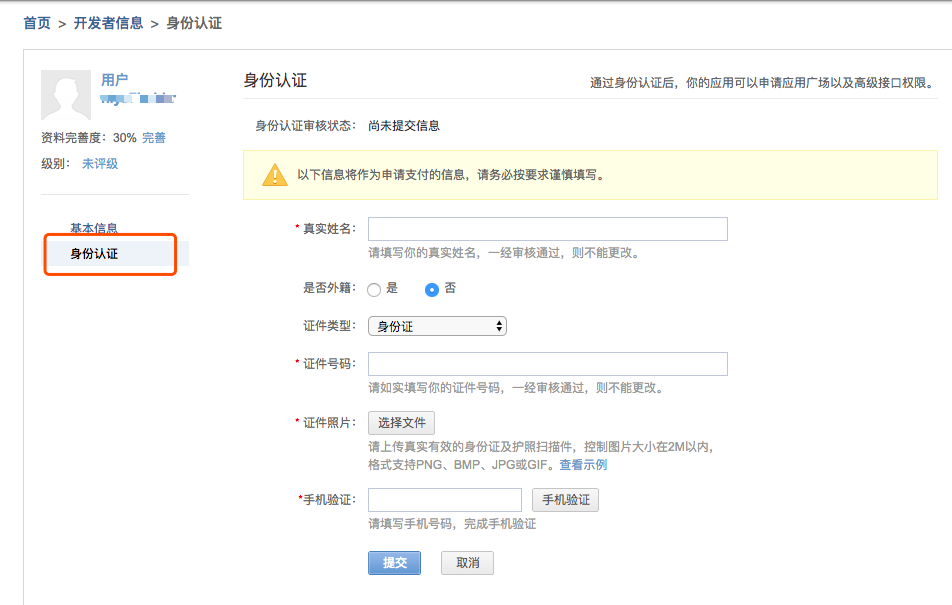 首页 > 开发者信息 > 身份认证
用户
资料完善度：30% 完善
级别： 未评级
基本信息
身份认证
身份认证
通过身份认证后，你的应用可以申请应用广场以及高级接口权限。
身份认证审核状态： 尚未提交信息
以下信息将作为申请支付的信息，请务必按要求谨慎填写。
*真实姓名：
请填写你的真实姓名，一经审核通过，则不能更改。
是否外籍： 是 否
证件类型： 身份证
*证件号码：
请如实填写你的证件号码，一经审核通过，则不能更改。
*证件照片： 选择文件
请上传真实有效的身份证及护照扫描件，控制图片大小在2M以内，
格式支持PNG、BMP、JPG或GIF。查看示例
*手机验证： 手机验证
请填写手机号码，完成手机验证
提交 取消